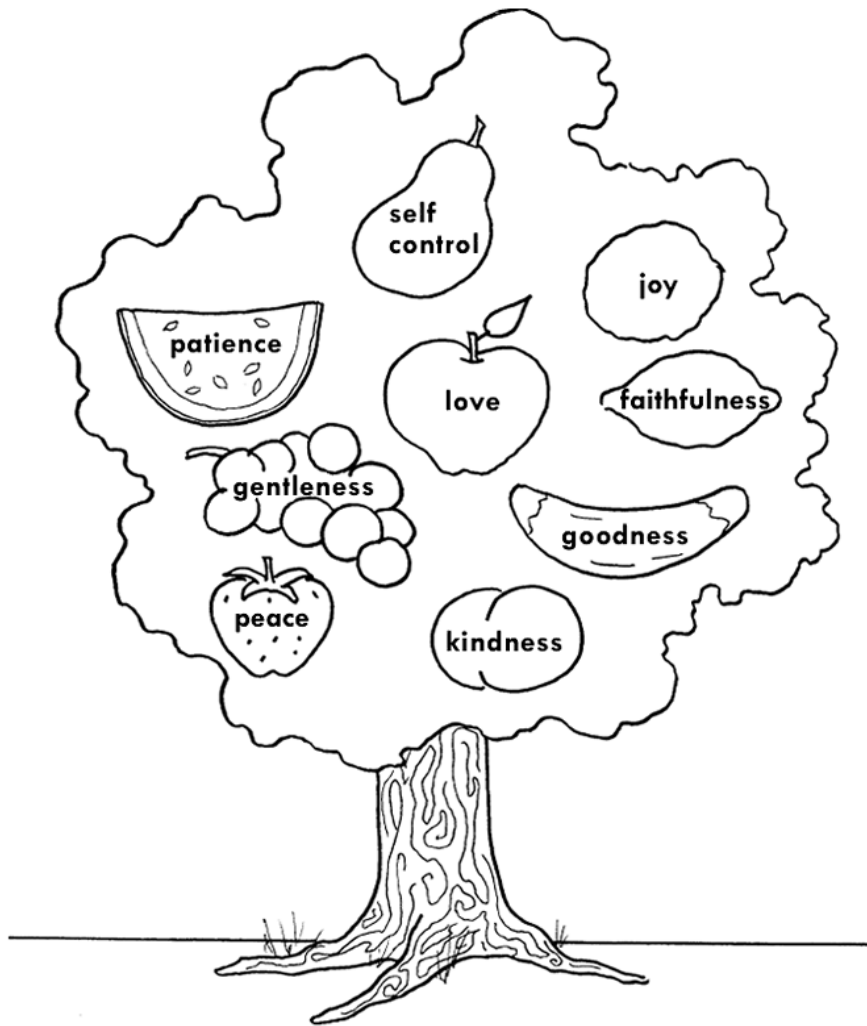 self
control
joy
patience
love
faithfulness
gentleness
goodness
peace
kindness